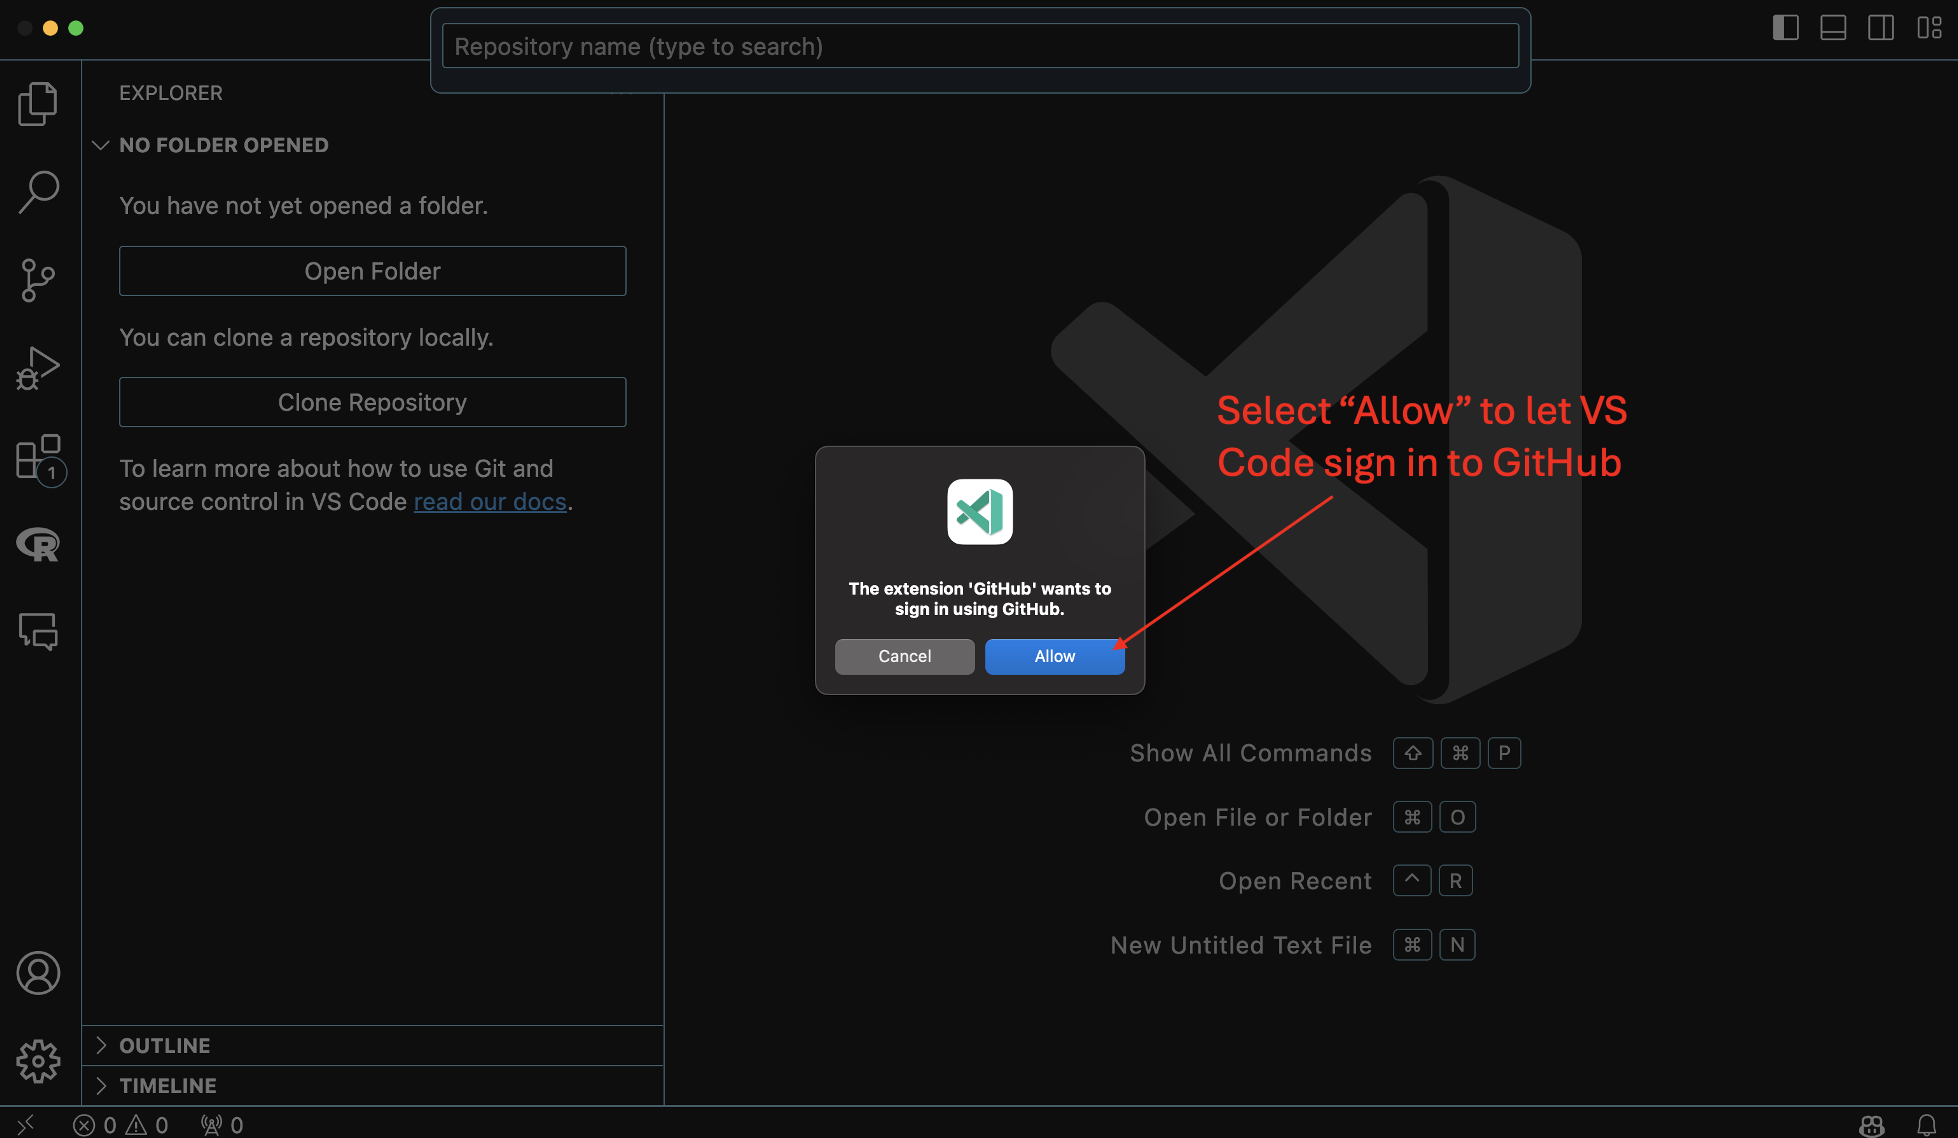 Repository name (type to search)
EXPLORER
NO FOLDER OPENED
You have not yet opened a folder.
Open Folder
You can clone a repository locally.
Clone Repository
To learn more about how to use Git and
source control in VS Code read our docs.
1
R
OUTLINE
TIMELINE
0 0 0
Select “Allow” to let VS
Code sign in to GitHub
The extension 'GitHub' wants to
sign in using GitHub.
Cancel
Allow
Show All Commands ⇧ ⌘ P
Open File or Folder ⌘ O
Open Recent ^ R
New Untitled Text File ⌘ N